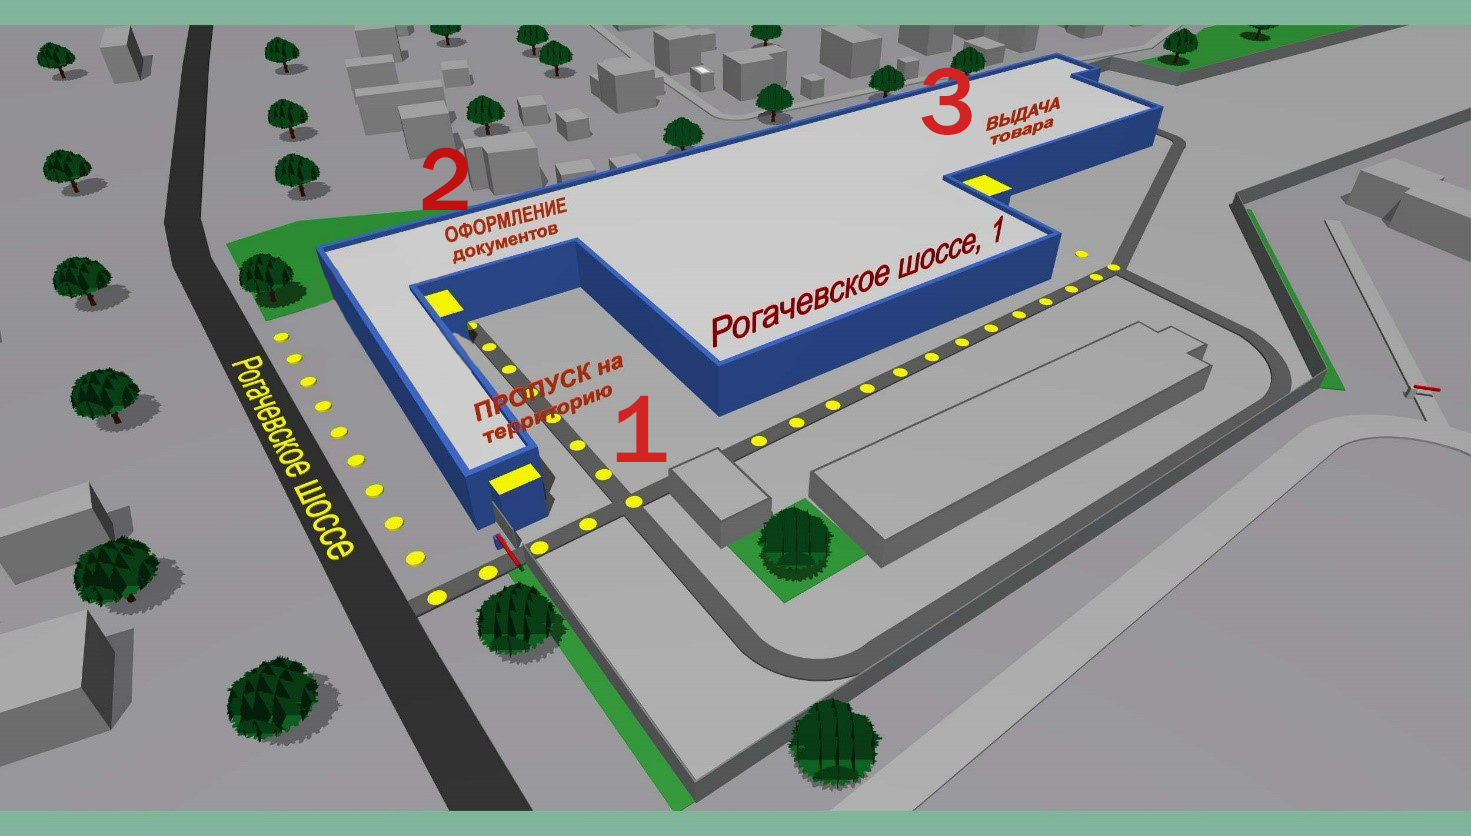 3
ВЫДАЧА
товара
2
ОФОРМЛЕНИЕ
документов
Рогачевское шоссе, 1
ПРОПУСК на
территорию
1
Рогачевское шоссе